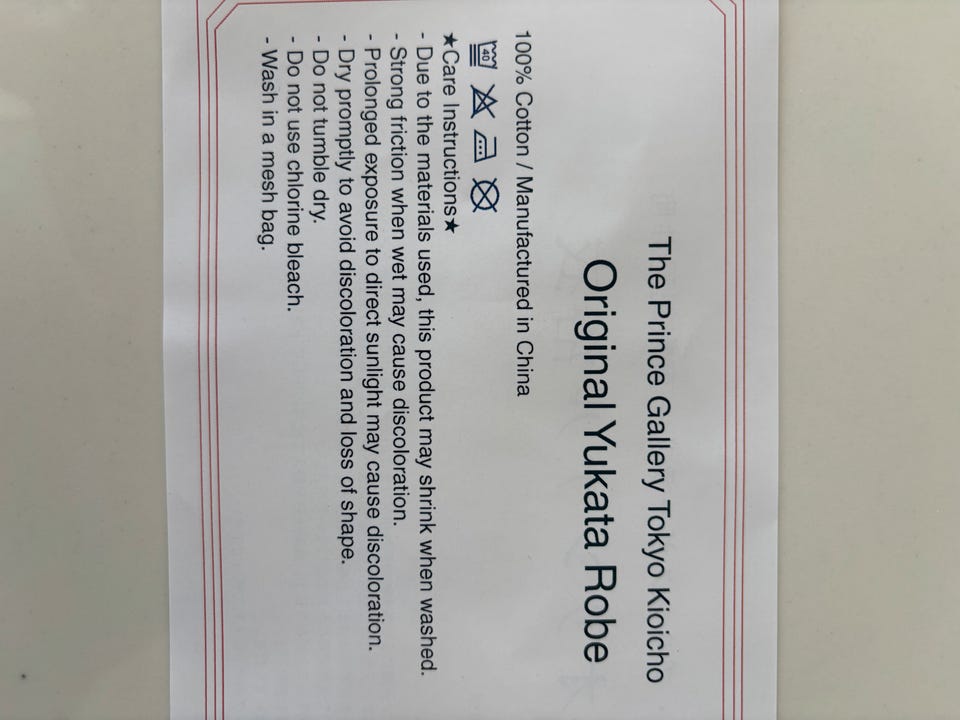 The Prince Gallery Tokyo Kioicho
Original Yukata Robe
100% Cotton / Manufactured in China
40
★Care Instructions★
- Due to the materials used, this product may shrink when washed.
- Strong friction when wet may cause discoloration.
- Prolonged exposure to direct sunlight may cause discoloration.
- Dry promptly to avoid discoloration and loss of shape.
- Do not tumble dry.
- Do not use chlorine bleach.
- Wash in a mesh bag.